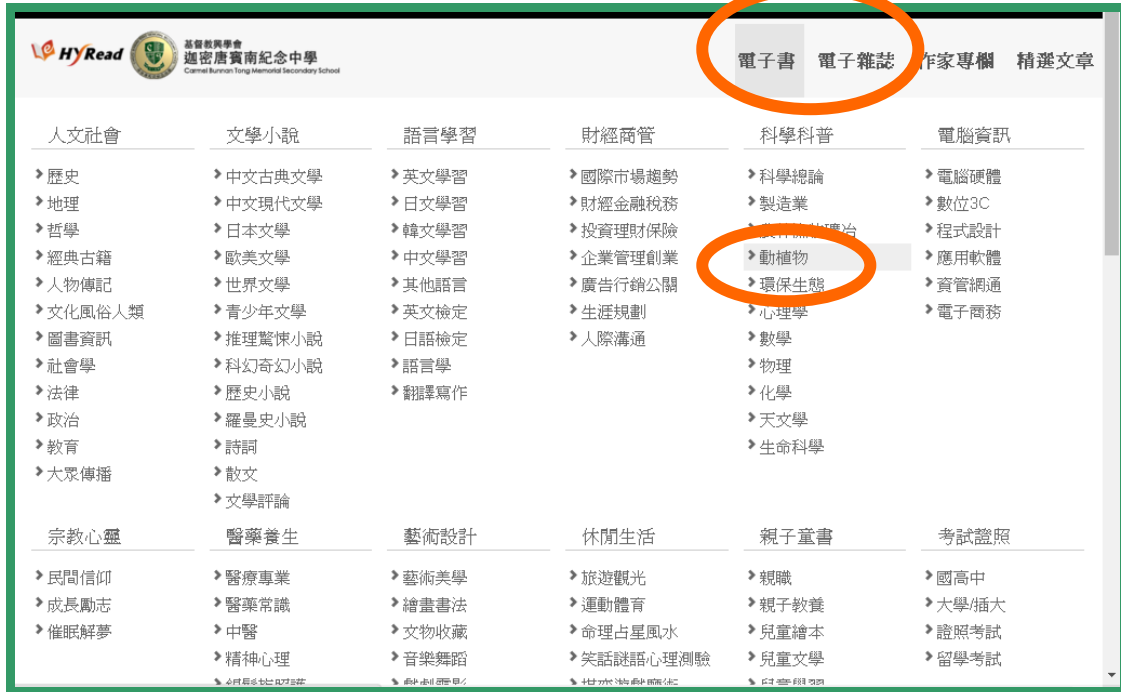 HyRead
基督教興學會
迦密唐賓南紀念中學
Carmel Bunnan Tong Memorial Secondary School
電子書 電子雜誌 作家專欄 精選文章
人文社會 文學小說 語言學習 財經商管 科學科普 電腦資訊
歷史 中文古典文學 英文學習 國際市場趨勢 科學總論 電腦硬體
地理 中文現代文學 日文學習 財經金融稅務 製造業 數位3C
哲學 日本文學 韓文學習 投資理財保險 程式設計
經典古籍 歐美文學 中文學習 企業管理創業 動植物 應用軟體
人物傳記 世界文學 其他語言 廣告行銷公關 環保生態 資管網通
文化風俗人類 青少年文學 英文檢定 生涯規劃 心理學 電子商務
圖書資訊 推理驚悚小說 日語檢定 人際溝通 數學
社會學 科幻奇幻小說 語言學 物理
法律 歷史小說 翻譯寫作 化學
政治 羅曼史小說 天文學
教育 詩詞 生命科學
大眾傳播 散文
文學評論
宗教心靈 醫藥養生 藝術設計 休閒生活 親子童書 考試證照
民間信仰 醫療專業 藝術美學 旅遊觀光 親職 國高中
成長勵志 醫藥常識 繪畫書法 運動體育 親子教養 大學/插大
催眠解夢 中醫 文物收藏 命理占星風水 兒童繪本 證照考試
精神心理 音樂舞蹈 笑話謎語心理測驗 兒童文學 留學考試